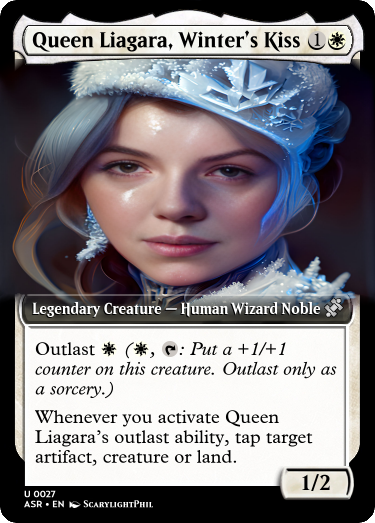 Queen Liagara, Winter's Kiss 1
Legendary Creature — Human Wizard Noble
Outlast (, : Put a +1/+1
counter on this creature. Outlast only as
a sorcery.)
Whenever you activate Queen
Liagara's outlast ability, tap target
artifact, creature or land.
1/2
U 0027
ASR • EN ScarylightPhil